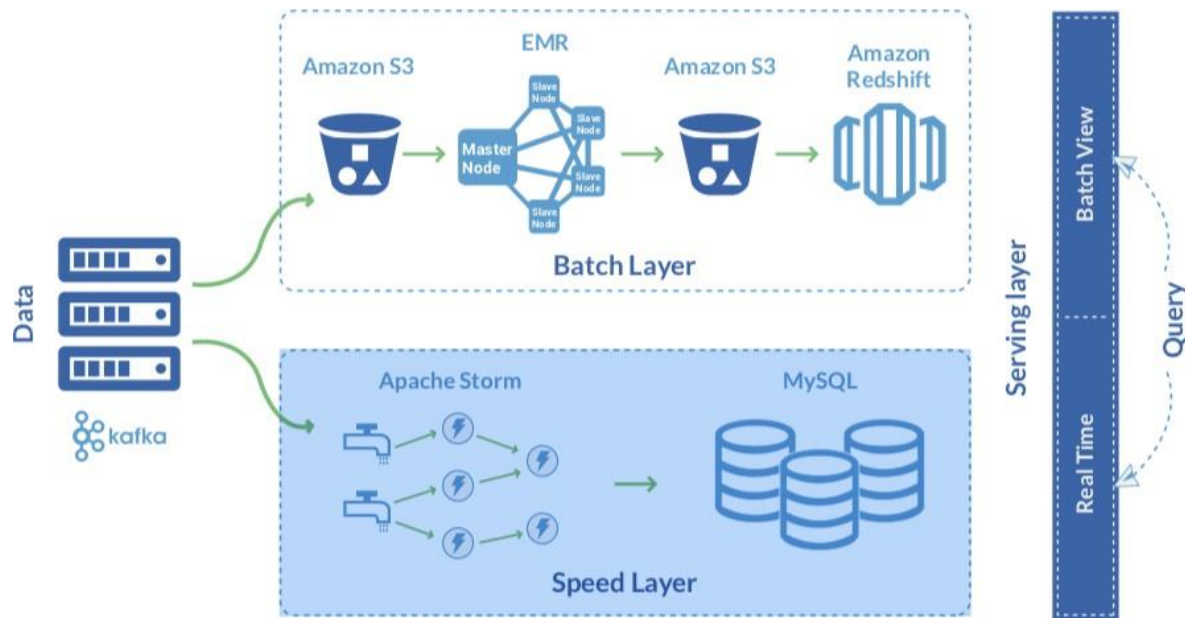 Data
kafka
Amazon S3
EMR
Slave
Node
Slave
Node
Master
Node
Slave
Node
Slave
Node
Amazon S3
Amazon
Redshift
Batch Layer
Apache Storm
MySQL
Speed Layer
Serving layer
Batch View
Real Time
Query